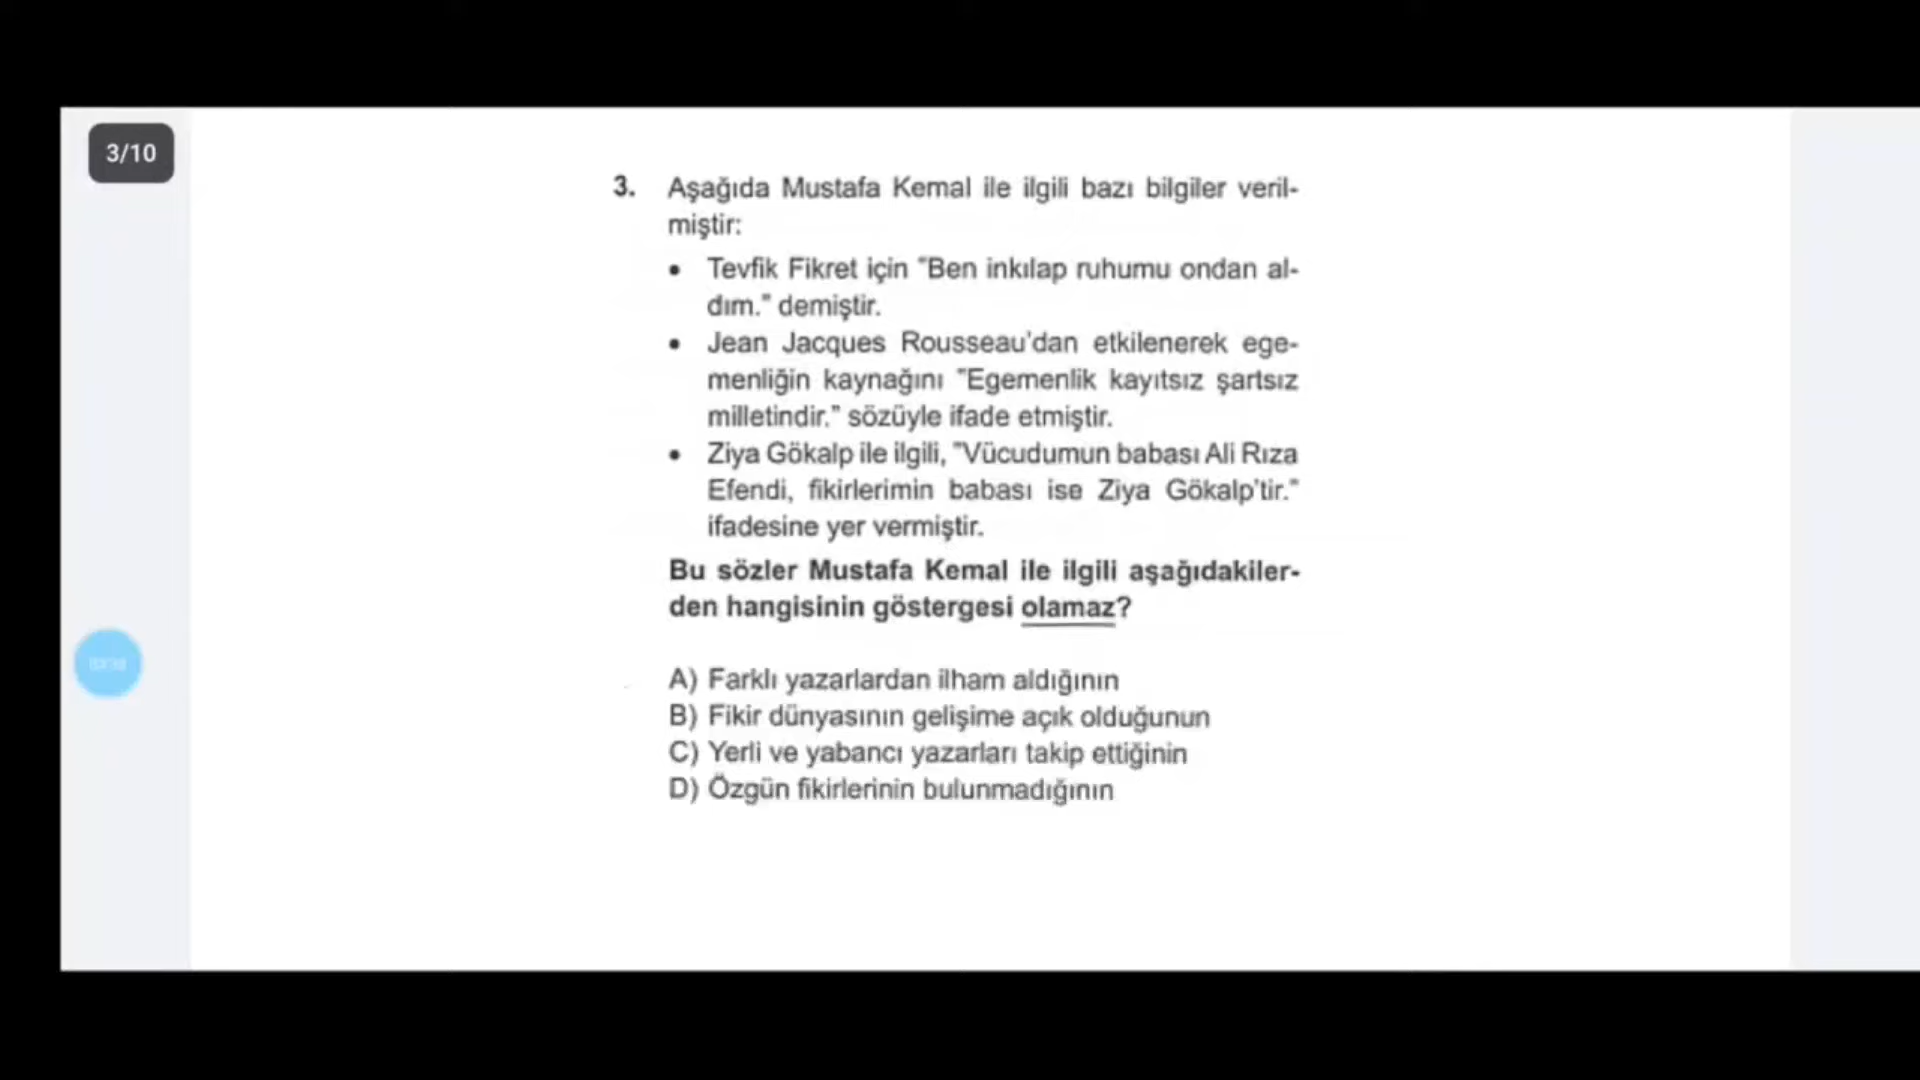 3/10
3. Aşağıda Mustafa Kemal ile ilgili bazı bilgiler veril-
miştir:
• Tevfik Fikret için "Ben inkılap ruhumu ondan al-
dım." demiştir.
• Jean Jacques Rousseau'dan etkilenerek ege-
menliğin kaynağını "Egemenlik kayıtsız şartsız
milletindir." sözüyle ifade etmiştir.
• Ziya Gökalp ile ilgili, "Vücudumun babası Ali Rıza
Efendi, fikirlerimin babası ise Ziya Gökalp'tir."
ifadesine yer vermiştir.
Bu sözler Mustafa Kemal ile ilgili aşağıdakiler-
den hangisinin göstergesi olamaz?
A) Farklı yazarlardan ilham aldığının
B) Fikir dünyasının gelişime açık olduğunun
C) Yerli ve yabancı yazarları takip ettiğinin
D) Özgün fikirlerinin bulunmadığının